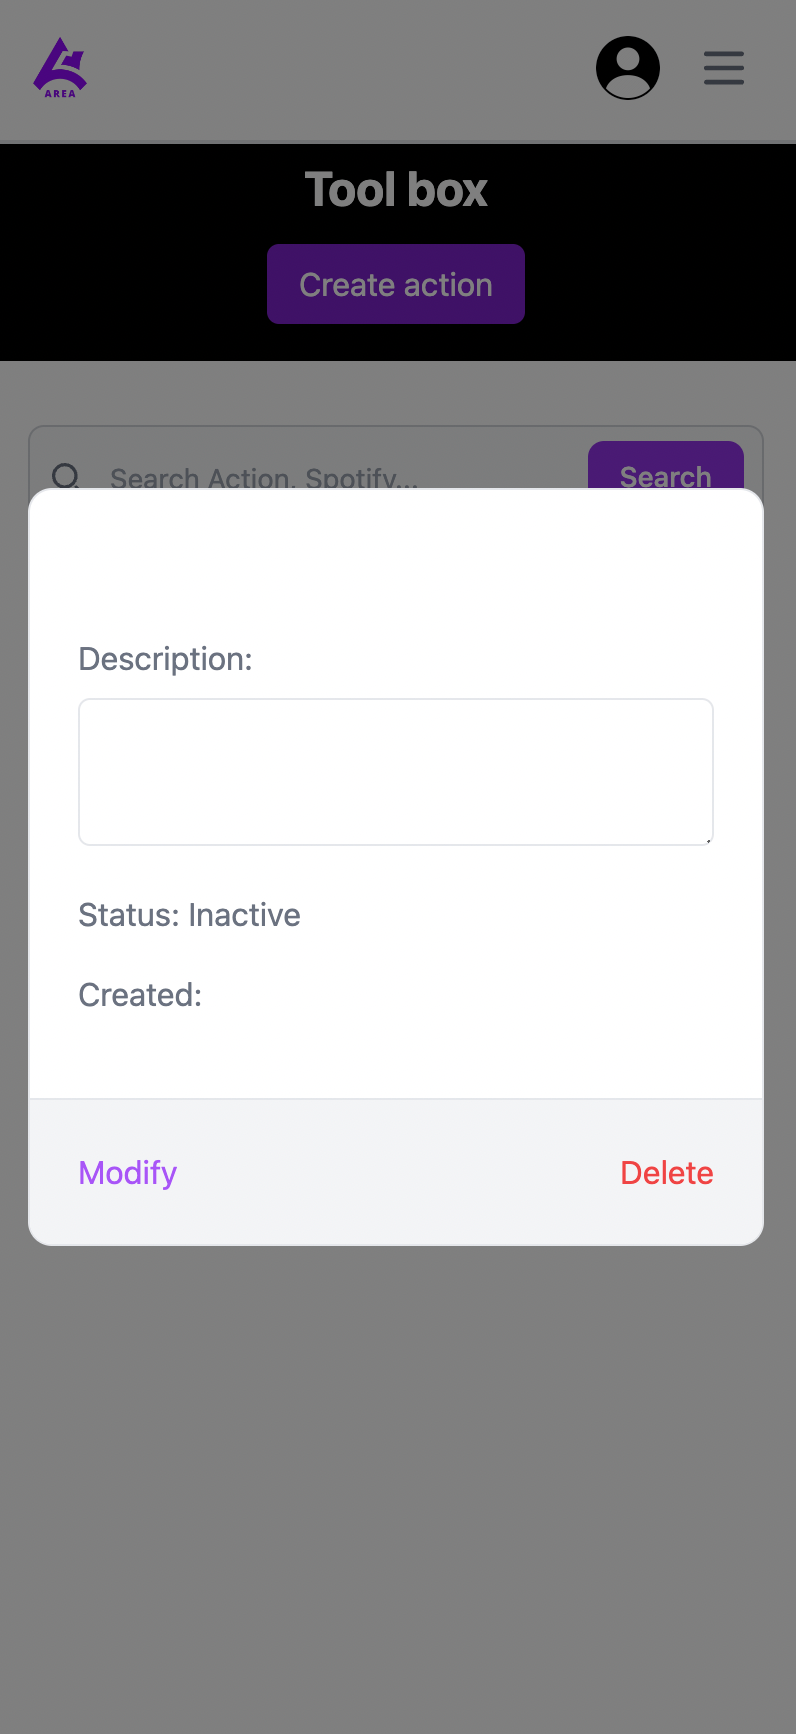 AREA
Tool box
Create action
Search Action, Spotify...
Search
Description:
Status: Inactive
Created:
Modify
Delete